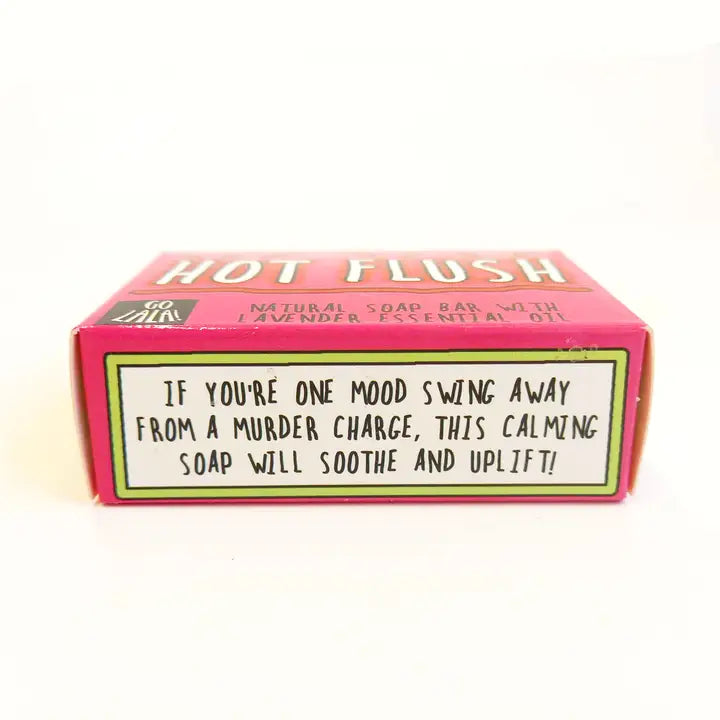 HOT FLUSH
GO
LALA!
NATURAL SOAP BAR WITH
LAVENDER ESSENTIAL OIL
IF YOU'RE ONE MOOD SWING AWAY
FROM A MURDER CHARGE, THIS CALMING
SOAP WILL SOOTHE AND UPLIFT!